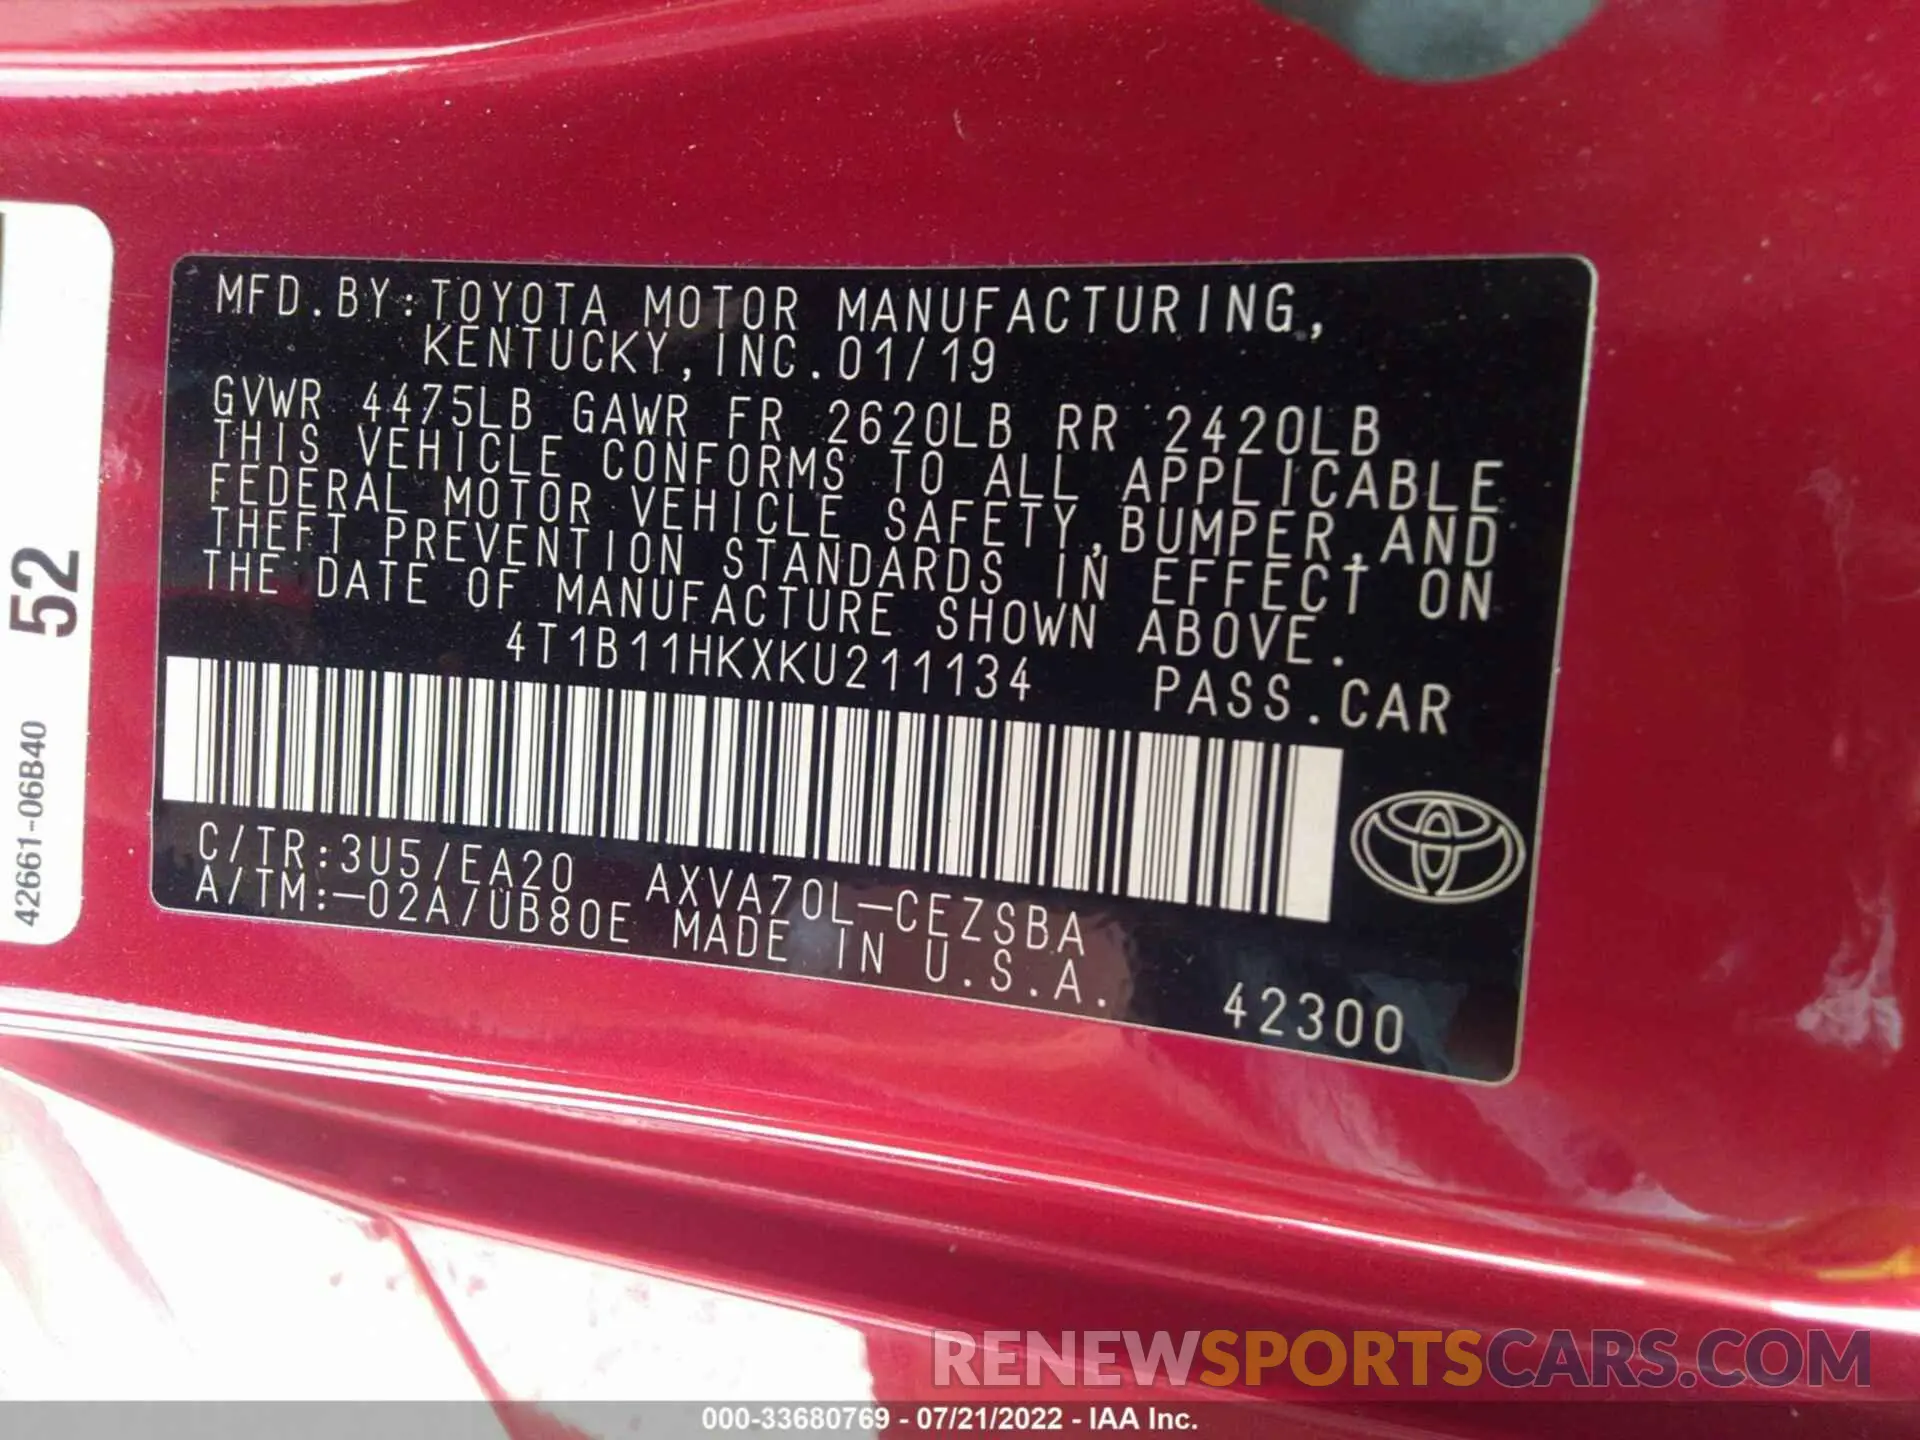 MFD.BY:TOYOTA MOTOR MANUFACTURING,
KENTUCKY,INC.01/19
GVWR 4475LB GAWR FR 2620LB RR 2420LB
THIS VEHICLE CONFORMS TO ALL APPLICABLE
FEDERAL MOTOR VEHICLE SAFETY,BUMPER,AND
THEFT PREVENTION STANDARDS IN EFFECT ON
THE DATE OF MANUFACTURE SHOWN ABOVE.
4T1B11HKXKU211134 PASS.CAR
C/TR:3U5/EA20 AXVA70L-CEZSBA
A/TM:-02A/UB80E MADE IN U.S.A.
42300
52
42661-06B40
RENEWSPORTSCARS.COM
000-33680769 - 07/21/2022 - IAA Inc.